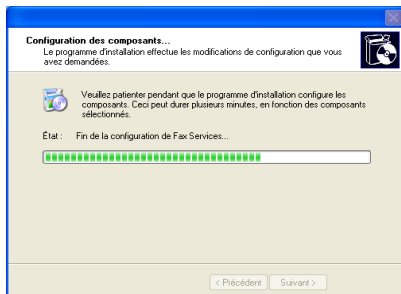 Configuration des composants...
Le programme d'installation effectue les modifications de configuration que vous
avez demandées.
Veuillez patienter pendant que le programme d'installation configure les
composants. Ceci peut durer plusieurs minutes, en fonction des composants
sélectionnés.
État : Fin de la configuration de Fax Services...
< Précédent Suivant >